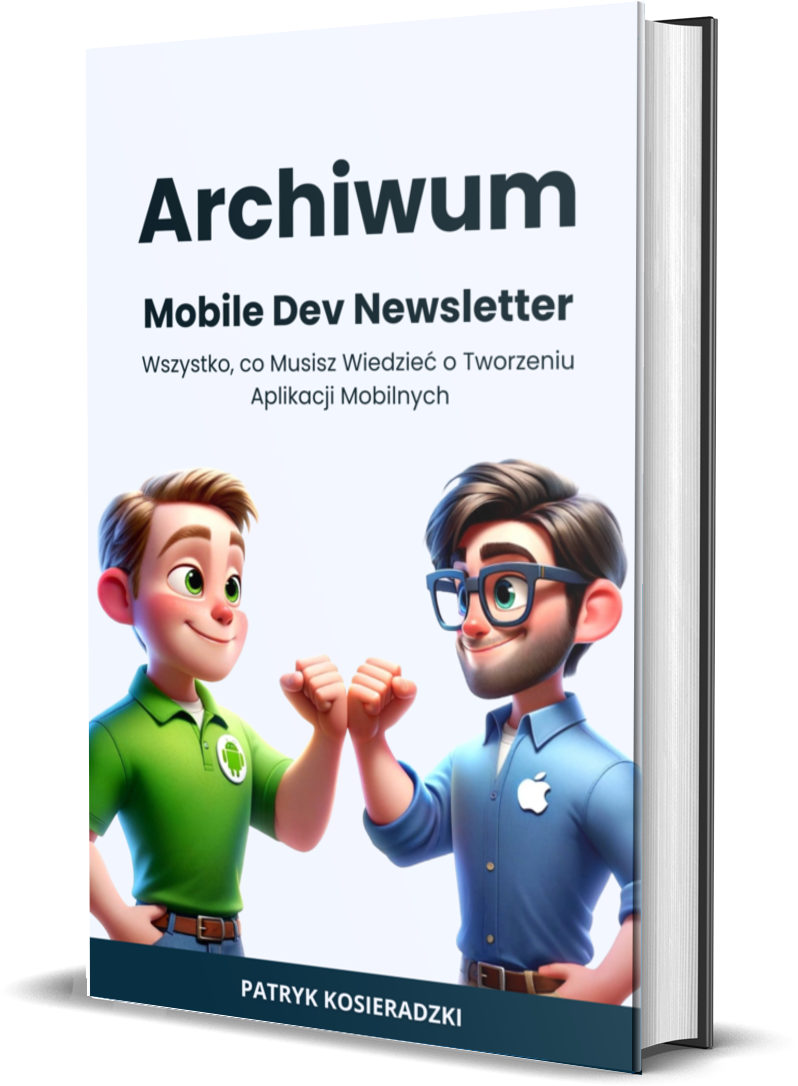 Archiwum
Mobile Dev Newsletter
Wszystko, co Musisz Wiedzieć o Tworzeniu
Aplikacji Mobilnych
PATRYK KOSIERADZKI